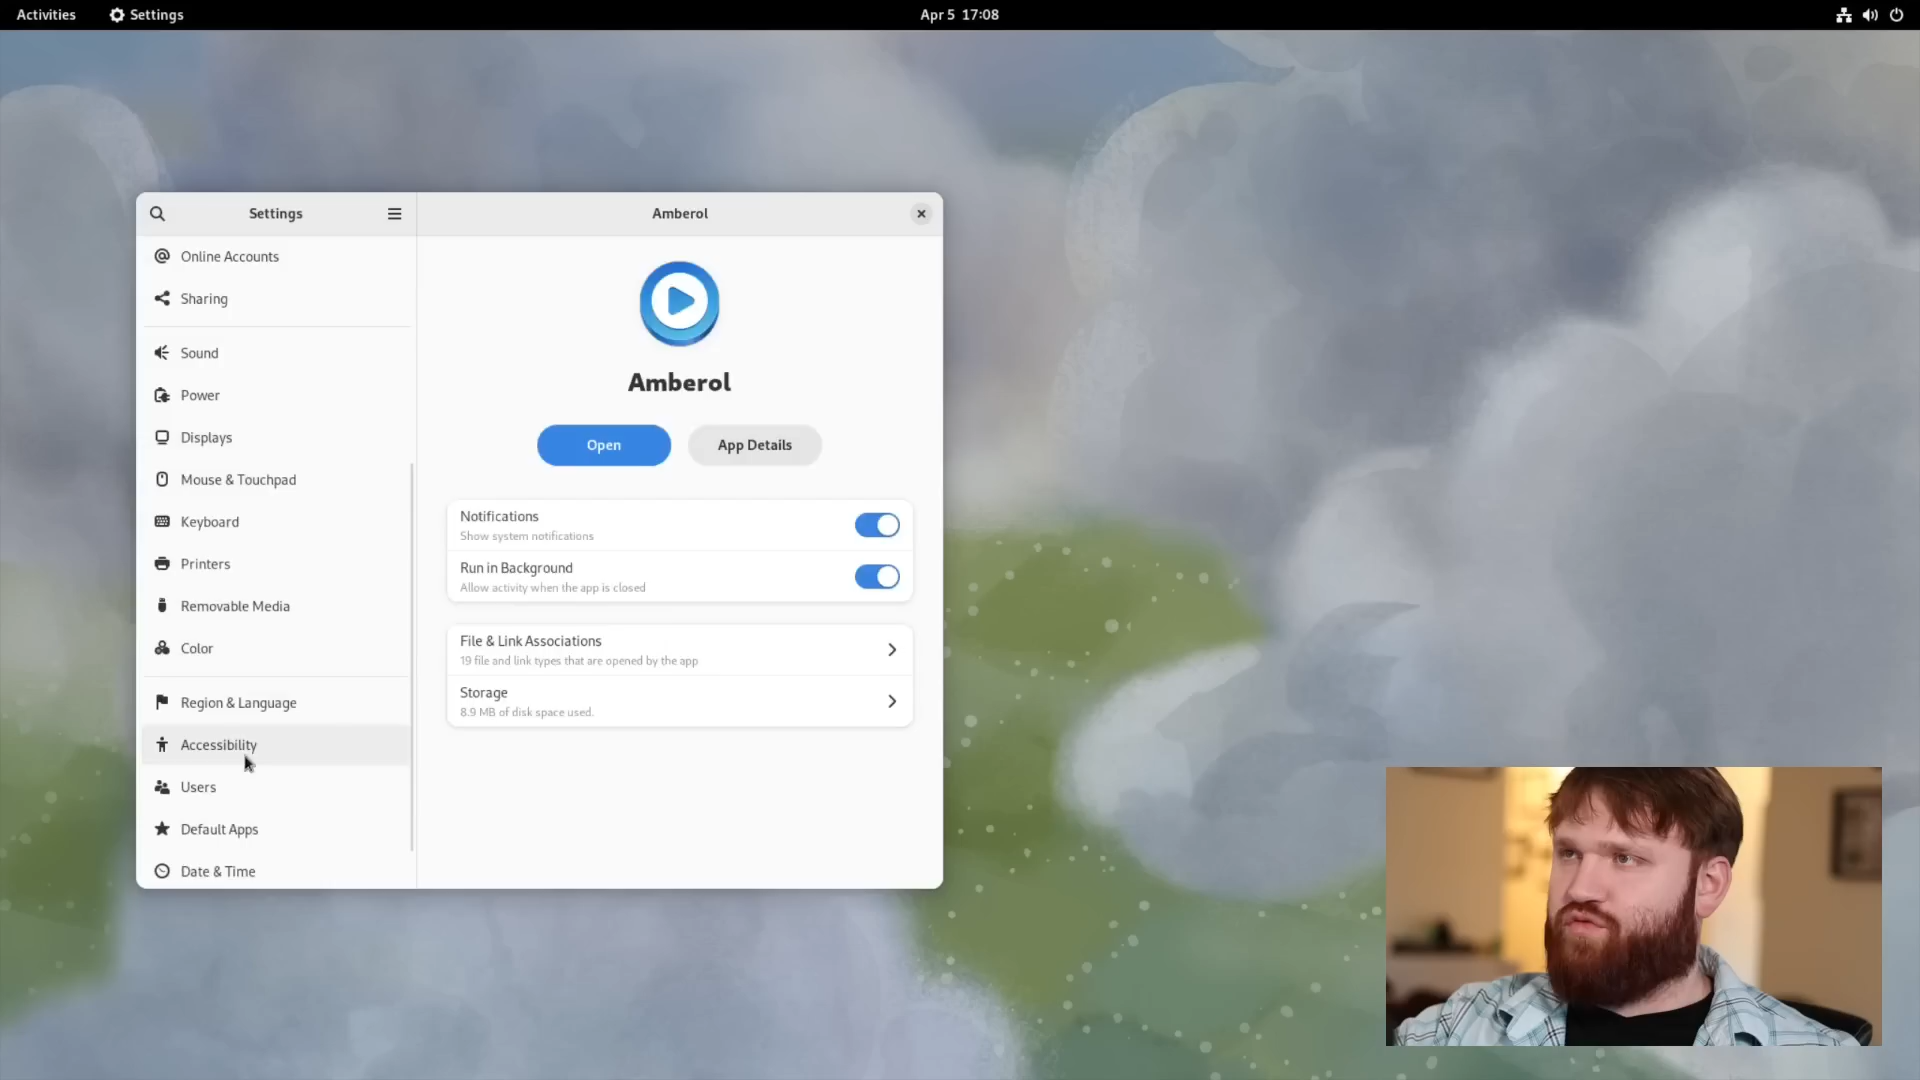 Activities
Settings
Apr 5 17:08
Settings
Amberol
Online Accounts
Sharing
Sound
Power
Displays
Mouse & Touchpad
Keyboard
Printers
Removable Media
Color
Region & Language
Accessibility
Users
Default Apps
Date & Time
Amberol
Open
App Details
Notifications
Show system notifications
Run in Background
Allow activity when the app is closed
File & Link Associations
19 file and link types that are opened by the app
Storage
8.9 MB of disk space used.